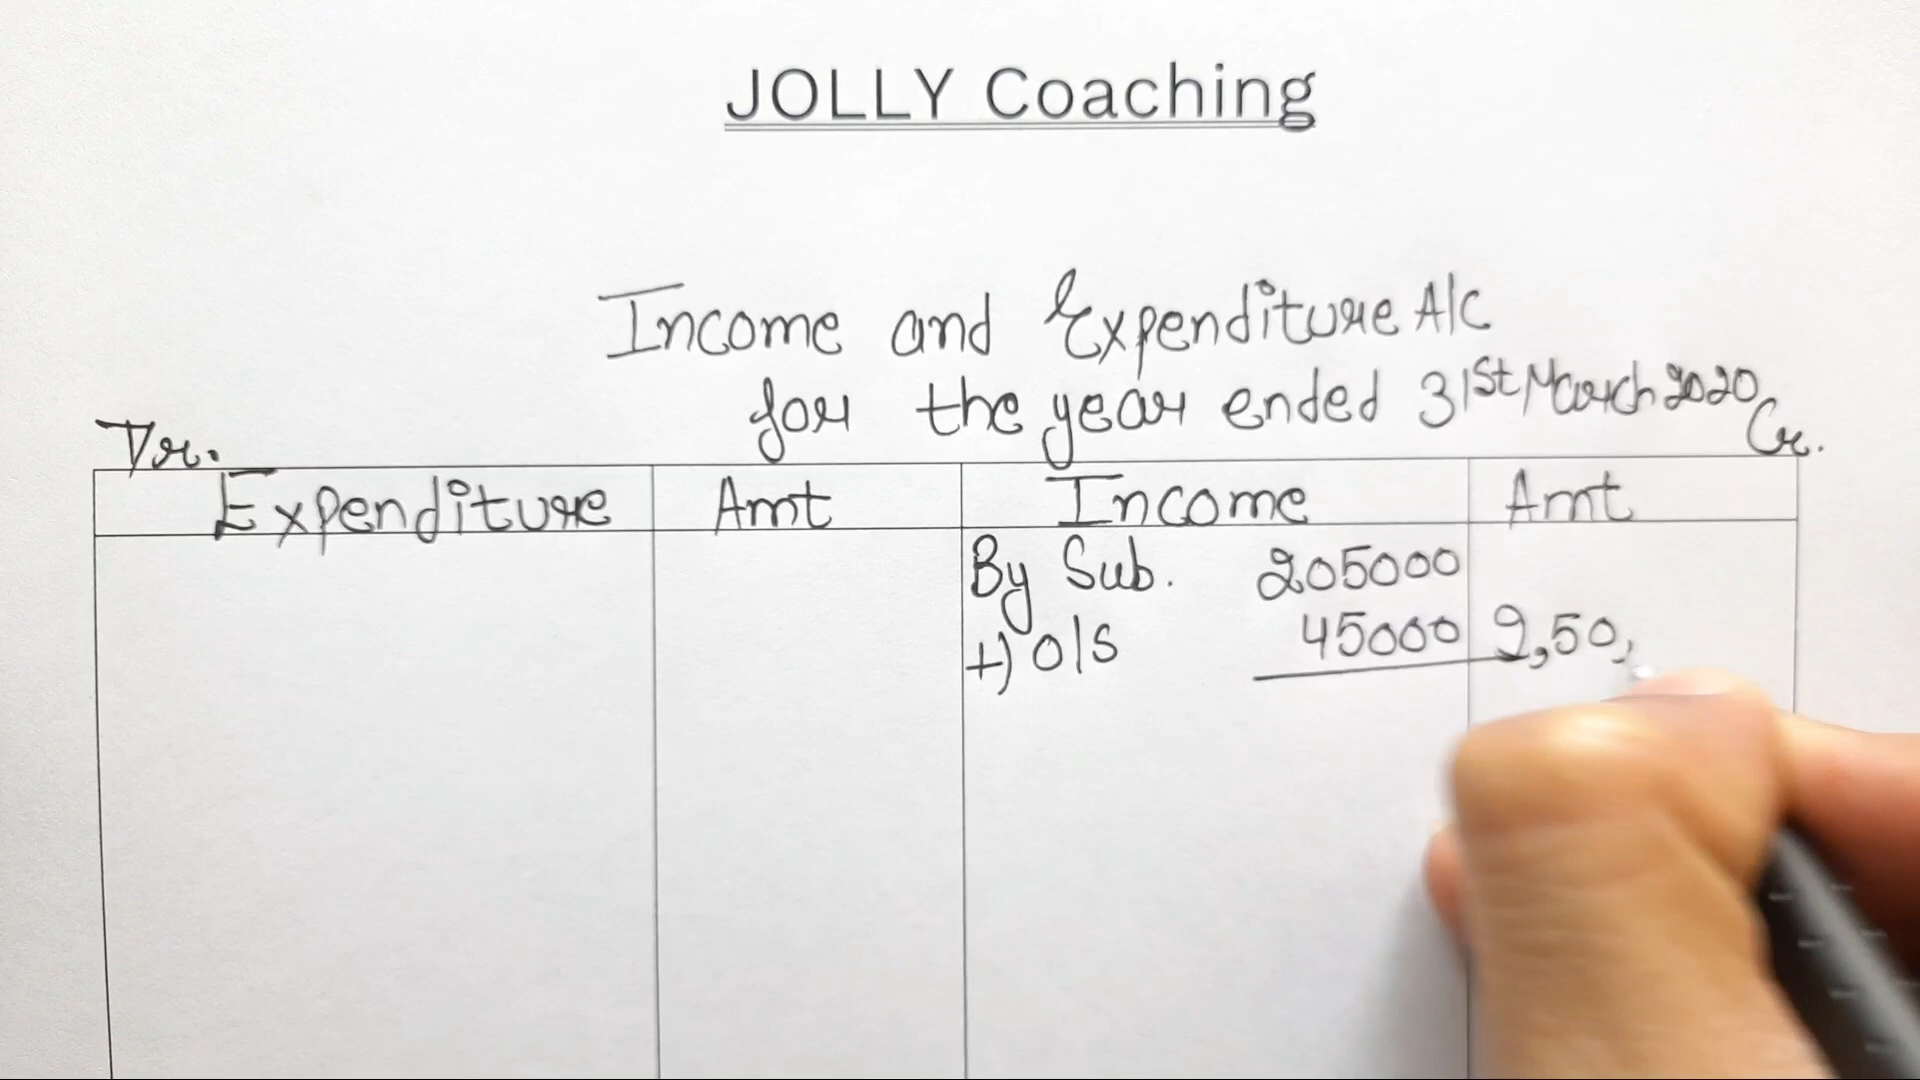 JOLLY Coaching
Income and Expenditure A/C
for the year ended 31st March 2020
Dr. Cr.
Expenditure Amt Income Amt
By Sub. 205000
+) O/S 45000 2,50,